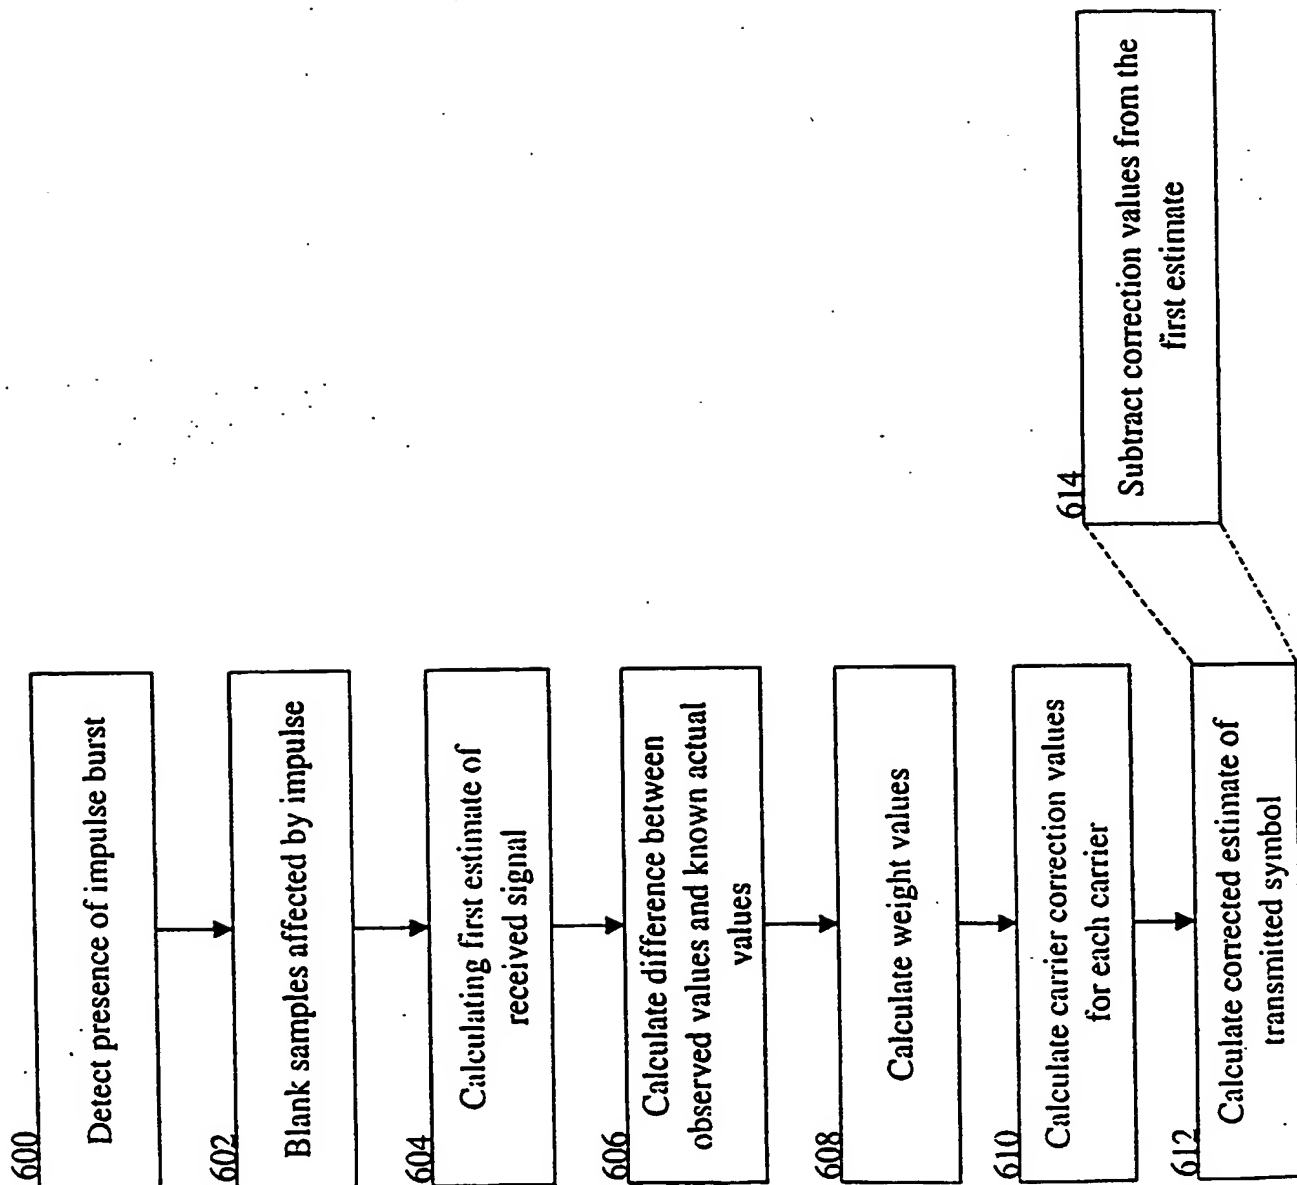 600
Detect presence of impulse burst
602
Blank samples affected by impulse
604
Calculating first estimate of
received signal
606
Calculate difference between
observed values and known actual
values
608
Calculate weight values
610
Calculate carrier correction values
for each carrier
612
Calculate corrected estimate of
transmitted symbol
614
Subtract correction values from the
first estimate